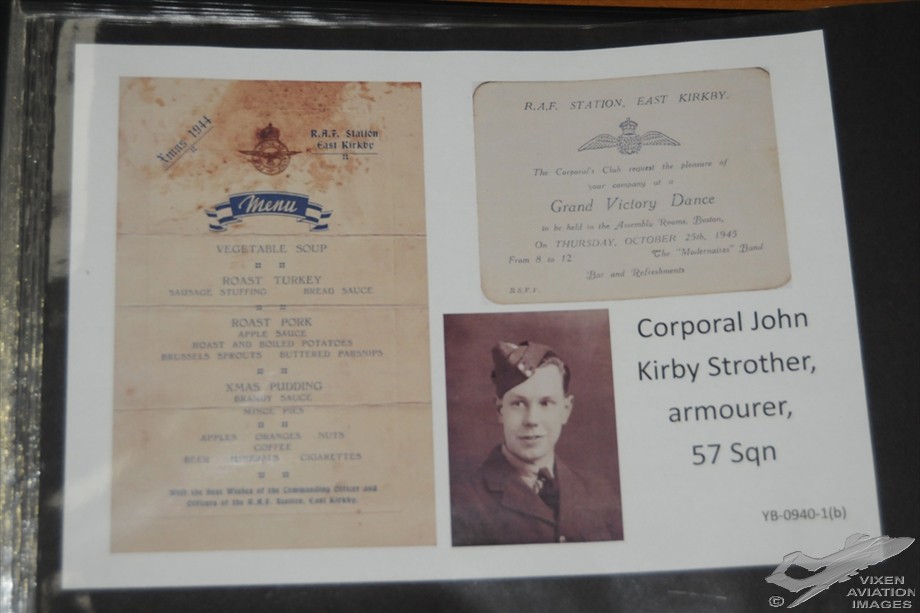 Xmas 1944
R.A.F. Station
East Kirkby
Menu
VEGETABLE SOUP
ROAST TURKEY
SAUSAGE STUFFING BREAD SAUCE
ROAST PORK
APPLE SAUCE
ROAST AND BOILED POTATOES
BRUSSELS SPROUTS BUTTERED PARSNIPS
XMAS PUDDING
BRANDY SAUCE
MINCE PIES
APPLES ORANGES NUTS
COFFEE
BEER MINERALS CIGARETTES
With the Best Wishes of the Commanding Officer and
Officers of the R.A.F. Station, East Kirkby.
R.A.F. STATION, EAST KIRKBY.
The Corporal's Club request the pleasure of
your company at a
Grand Victory Dance
to be held in the Assembly Rooms, Boston,
On THURSDAY, OCTOBER 25th, 1945
From 8 to 12 The "Modernaires" Band
Bar and Refreshments
R.S.V.P.
Corporal John
Kirby Strother,
armourer,
57 Sqn
YB-0940-1(b)
© VIXEN
AVIATION
IMAGES